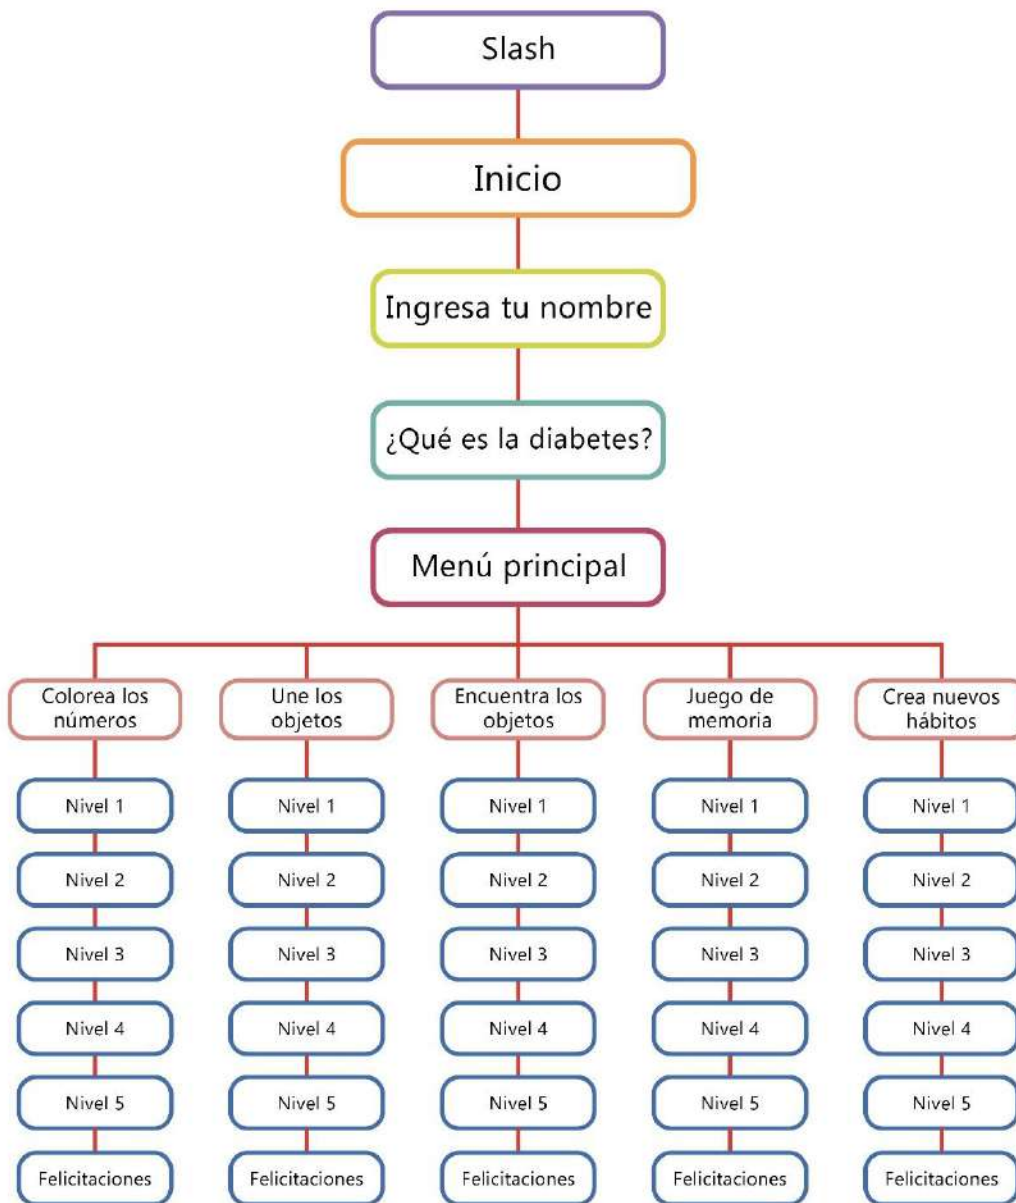 Slash
Inicio
Ingresa tu nombre
¿Qué es la diabetes?
Menú principal
Colorea los
números
Une los
objetos
Encuentra los
objetos
Juego de
memoria
Crea nuevos
hábitos
Nivel 1
Nivel 1
Nivel 1
Nivel 1
Nivel 1
Nivel 2
Nivel 2
Nivel 2
Nivel 2
Nivel 2
Nivel 3
Nivel 3
Nivel 3
Nivel 3
Nivel 3
Nivel 4
Nivel 4
Nivel 4
Nivel 4
Nivel 4
Nivel 5
Nivel 5
Nivel 5
Nivel 5
Nivel 5
Felicitaciones
Felicitaciones
Felicitaciones
Felicitaciones
Felicitaciones